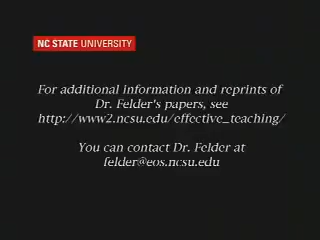 NC STATE UNIVERSITY
For additional information and reprints of
Dr. Felder's papers, see
http://www2.ncsu.edu/effective_teaching/
You can contact Dr. Felder at
felder@eos.ncsu.edu